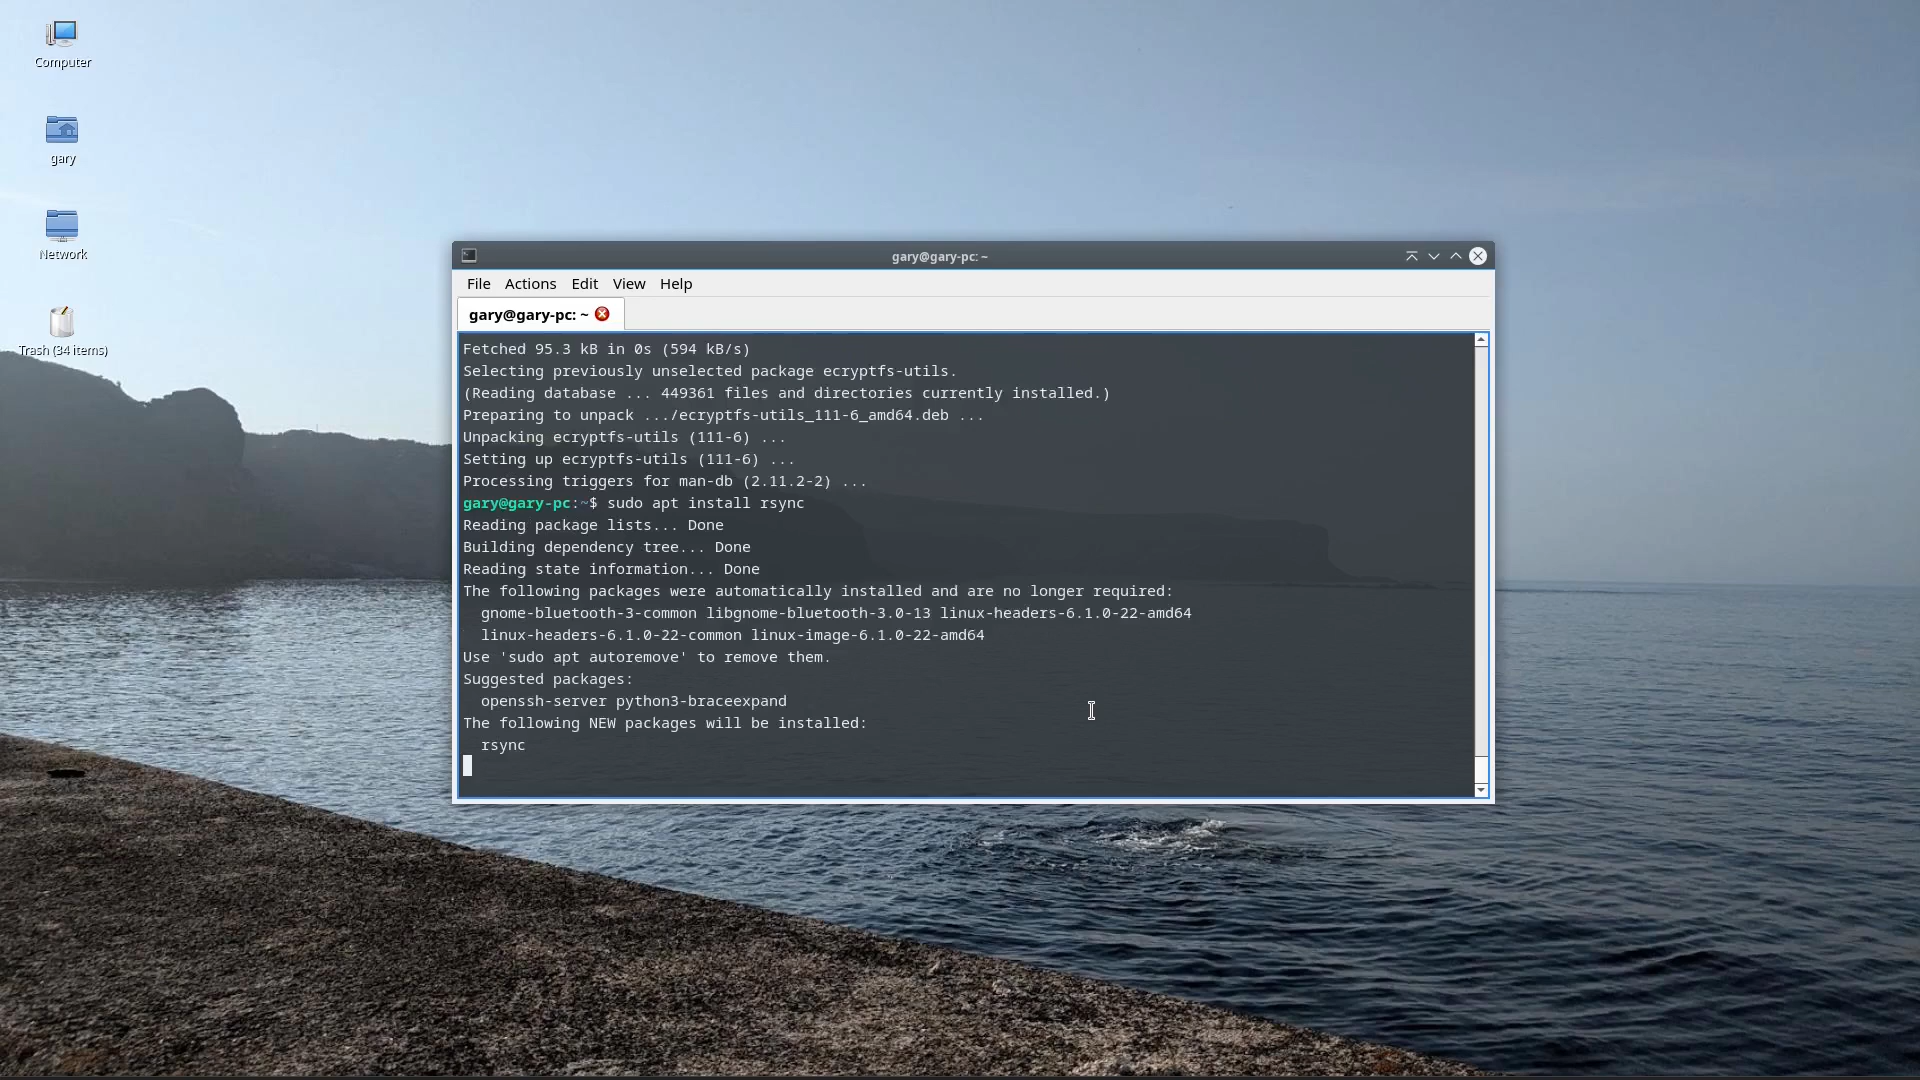 Computer
gary
Network
Trash (34 items)
gary@gary-pc: ~
File Actions Edit View Help
gary@gary-pc: ~
Fetched 95.3 kB in 0s (594 kB/s)
Selecting previously unselected package ecryptfs-utils.
(Reading database ... 449361 files and directories currently installed.)
Preparing to unpack .../ecryptfs-utils_111-6_amd64.deb ...
Unpacking ecryptfs-utils (111-6) ...
Setting up ecryptfs-utils (111-6) ...
Processing triggers for man-db (2.11.2-2) ...
gary@gary-pc:~$ sudo apt install rsync
Reading package lists... Done
Building dependency tree... Done
Reading state information... Done
The following packages were automatically installed and are no longer required:
  gnome-bluetooth-3-common libgnome-bluetooth-3.0-13 linux-headers-6.1.0-22-amd64
  linux-headers-6.1.0-22-common linux-image-6.1.0-22-amd64
Use 'sudo apt autoremove' to remove them.
Suggested packages:
  openssh-server python3-braceexpand
The following NEW packages will be installed:
  rsync